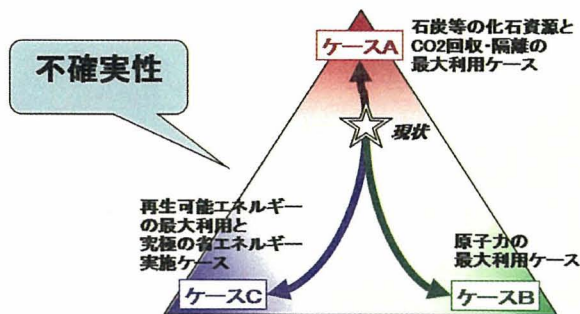 不確実性
ケースA
石炭等の化石資源と
CO2回収・隔離の
最大利用ケース
現状
再生可能エネルギー
の最大利用と
究極の省エネルギー
実施ケース
ケースC
原子力の
最大利用ケース
ケースB